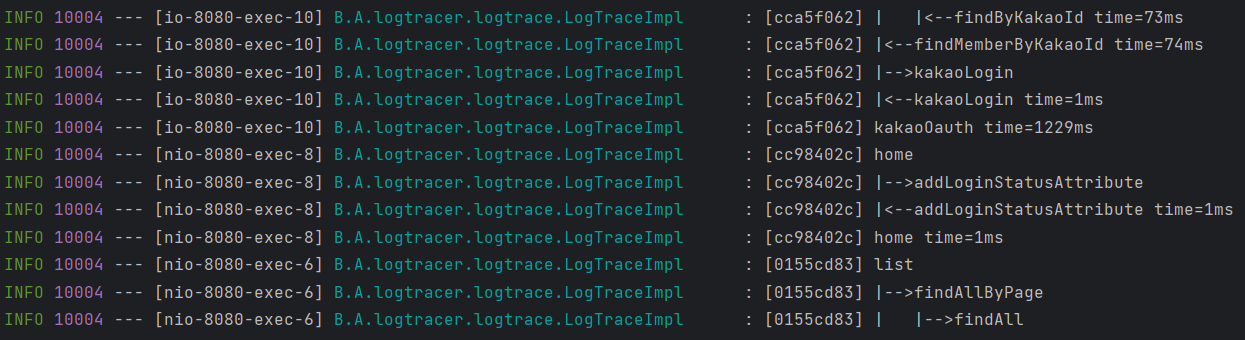 INFO 10004 --- [io-8080-exec-10] B.A.logtracer.logtrace.LogTraceImpl      : [cca5f062] |   |<--findByKakaoId time=73ms
INFO 10004 --- [io-8080-exec-10] B.A.logtracer.logtrace.LogTraceImpl      : [cca5f062] |<--findMemberByKakaoId time=74ms
INFO 10004 --- [io-8080-exec-10] B.A.logtracer.logtrace.LogTraceImpl      : [cca5f062] |-->kakaoLogin
INFO 10004 --- [io-8080-exec-10] B.A.logtracer.logtrace.LogTraceImpl      : [cca5f062] |<--kakaoLogin time=1ms
INFO 10004 --- [io-8080-exec-10] B.A.logtracer.logtrace.LogTraceImpl      : [cca5f062] kakaoOauth time=1229ms
INFO 10004 --- [nio-8080-exec-8] B.A.logtracer.logtrace.LogTraceImpl      : [cc98402c] home
INFO 10004 --- [nio-8080-exec-8] B.A.logtracer.logtrace.LogTraceImpl      : [cc98402c] |-->addLoginStatusAttribute
INFO 10004 --- [nio-8080-exec-8] B.A.logtracer.logtrace.LogTraceImpl      : [cc98402c] |<--addLoginStatusAttribute time=1ms
INFO 10004 --- [nio-8080-exec-8] B.A.logtracer.logtrace.LogTraceImpl      : [cc98402c] home time=1ms
INFO 10004 --- [nio-8080-exec-6] B.A.logtracer.logtrace.LogTraceImpl      : [0155cd83] list
INFO 10004 --- [nio-8080-exec-6] B.A.logtracer.logtrace.LogTraceImpl      : [0155cd83] |-->findAllByPage
INFO 10004 --- [nio-8080-exec-6] B.A.logtracer.logtrace.LogTraceImpl      : [0155cd83] |   |-->findAll